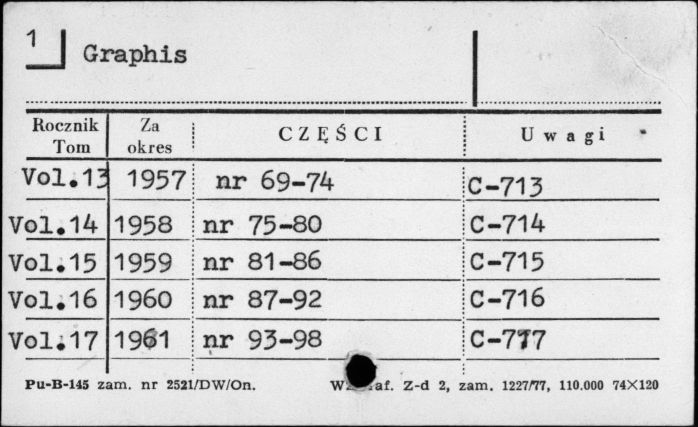 1 Graphis
Rocznik Tom Za okres CZĘŚCI Uwagi
Vol.13 1957 nr 69-74 C-713
Vol.14 1958 nr 75-80 C-714
Vol.15 1959 nr 81-86 C-715
Vol.16 1960 nr 87-92 C-716
Vol.17 1961 nr 93-98 C-717
Pu-B-145 zam. nr 2521/DW/On. Z-d 2, zam. 1227/77, 110.000 74×120